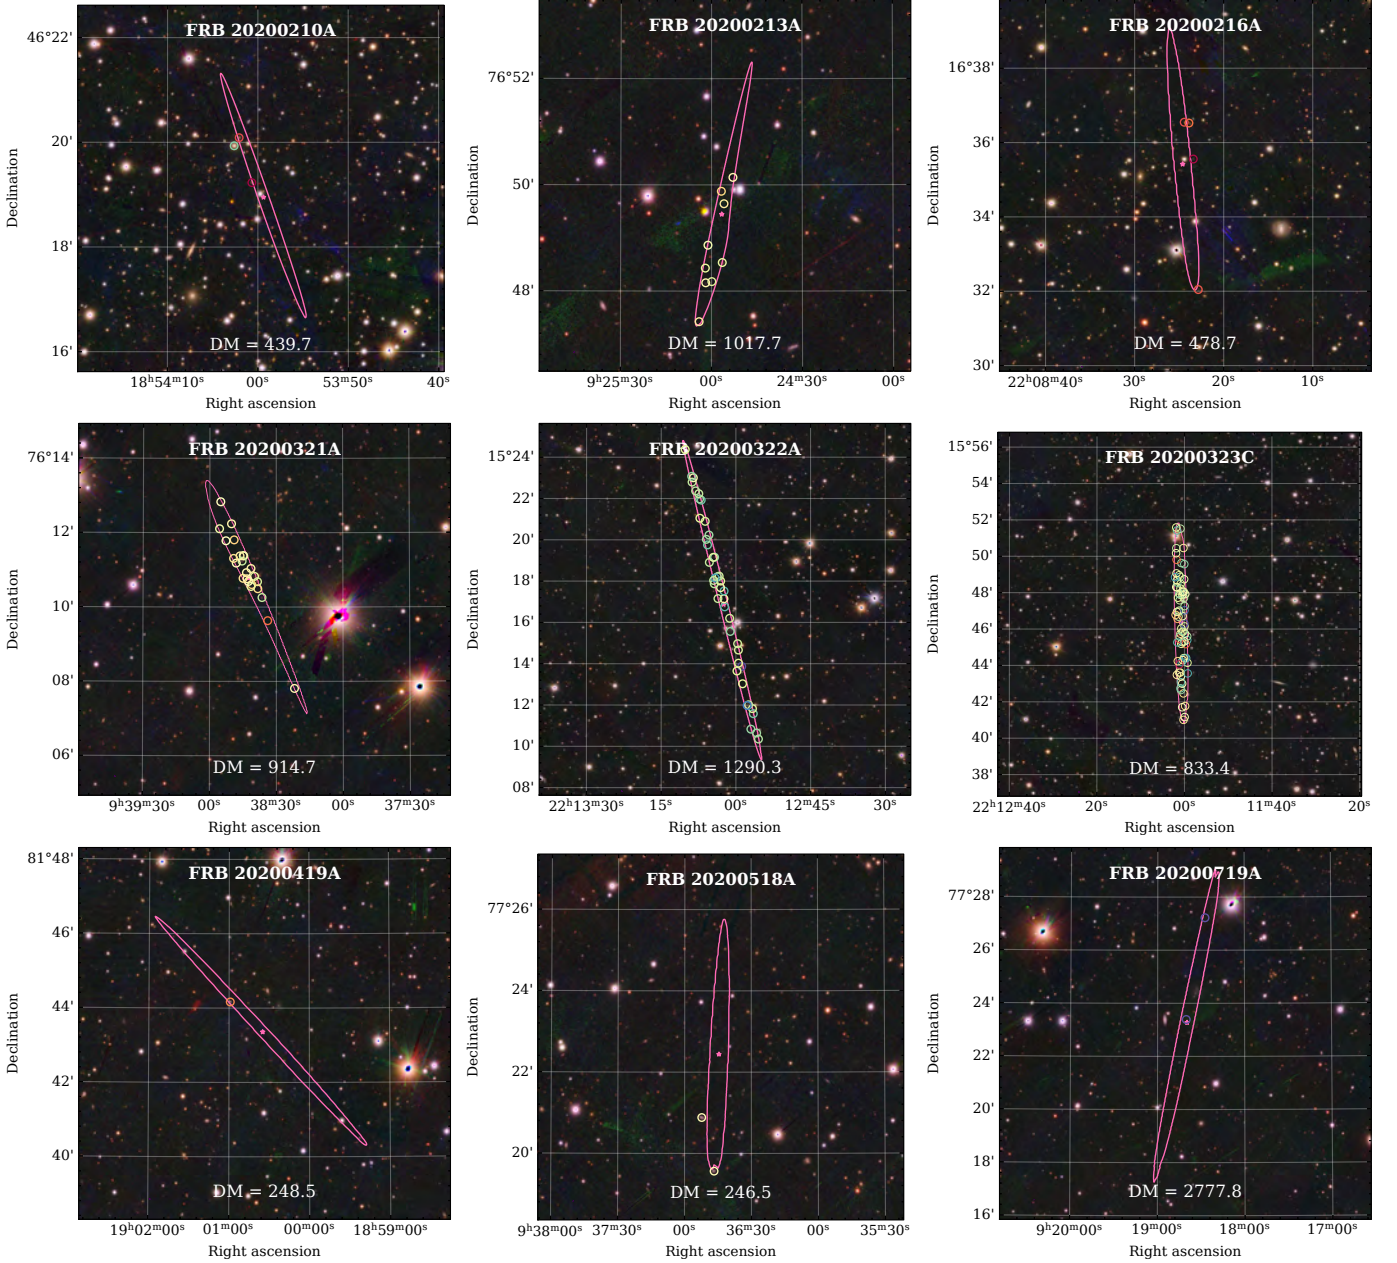 FRB 20200210A
46°22'
20'
18'
16'
Declination
DM = 439.7
18ʰ54ᵐ10ˢ 00ˢ 53ᵐ50ˢ 40ˢ
Right ascension
FRB 20200213A
76°52'
50'
48'
Declination
DM = 1017.7
9ʰ25ᵐ30ˢ 00ˢ 24ᵐ30ˢ 00ˢ
Right ascension
FRB 20200216A
16°38'
36'
34'
32'
30'
Declination
DM = 478.7
22ʰ08ᵐ40ˢ 30ˢ 20ˢ 10ˢ
Right ascension
FRB 20200321A
76°14'
12'
10'
08'
06'
Declination
DM = 914.7
9ʰ39ᵐ30ˢ 00ˢ 38ᵐ30ˢ 00ˢ 37ᵐ30ˢ
Right ascension
FRB 20200322A
15°24'
22'
20'
18'
16'
14'
12'
10'
08'
Declination
DM = 1290.3
22ʰ13ᵐ30ˢ 15ˢ 00ˢ 12ᵐ45ˢ 30ˢ
Right ascension
FRB 20200323C
15°56'
54'
52'
50'
48'
46'
44'
42'
40'
38'
Declination
DM = 833.4
22ʰ12ᵐ40ˢ 20ˢ 00ˢ 11ᵐ40ˢ 20ˢ
Right ascension
FRB 20200419A
81°48'
46'
44'
42'
40'
Declination
DM = 248.5
19ʰ02ᵐ00ˢ 01ᵐ00ˢ 00ᵐ00ˢ 18ʰ59ᵐ00ˢ
Right ascension
FRB 20200518A
77°26'
24'
22'
20'
Declination
DM = 246.5
9ʰ38ᵐ00ˢ 37ᵐ30ˢ 00ˢ 36ᵐ30ˢ 00ˢ 35ᵐ30ˢ
Right ascension
FRB 20200719A
77°28'
26'
24'
22'
20'
18'
16'
Declination
DM = 2777.8
9ʰ20ᵐ00ˢ 19ᵐ00ˢ 18ᵐ00ˢ 17ᵐ00ˢ
Right ascension